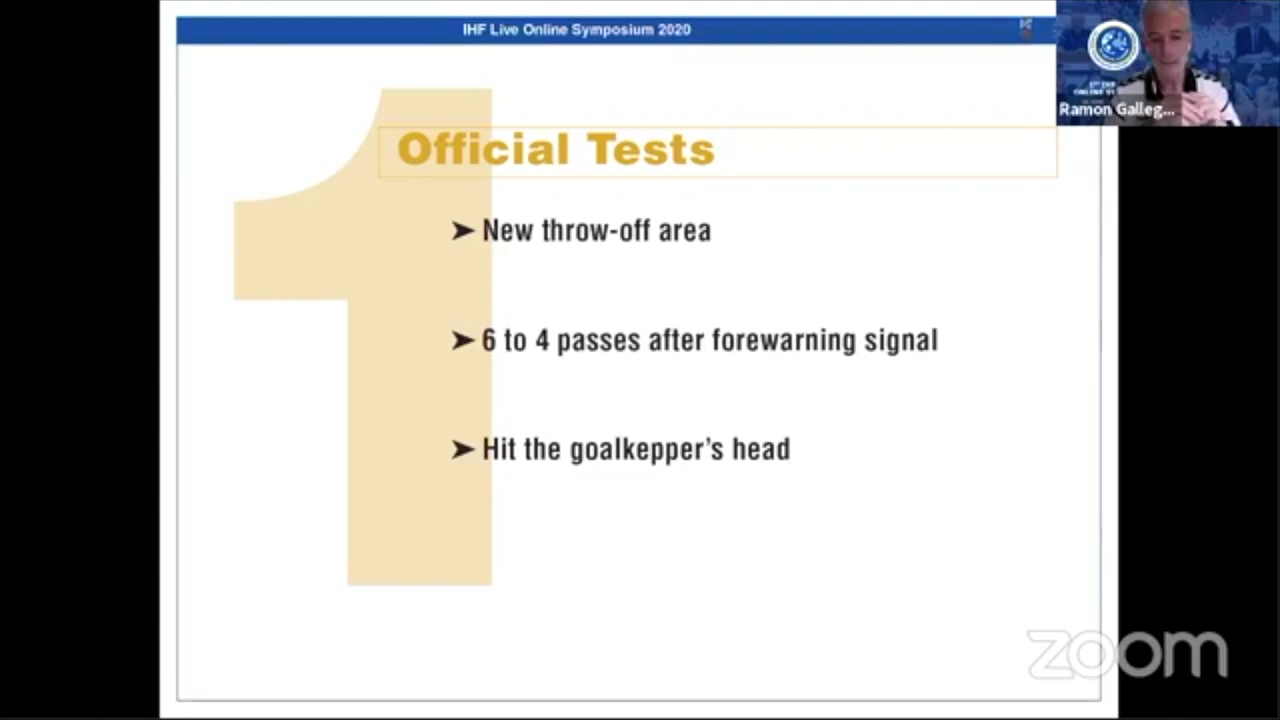 IHF Live Online Symposium 2020
Ramon Galleg...
1
Official Tests
➤ New throw-off area
➤ 6 to 4 passes after forewarning signal
➤ Hit the goalkepper's head
zoom